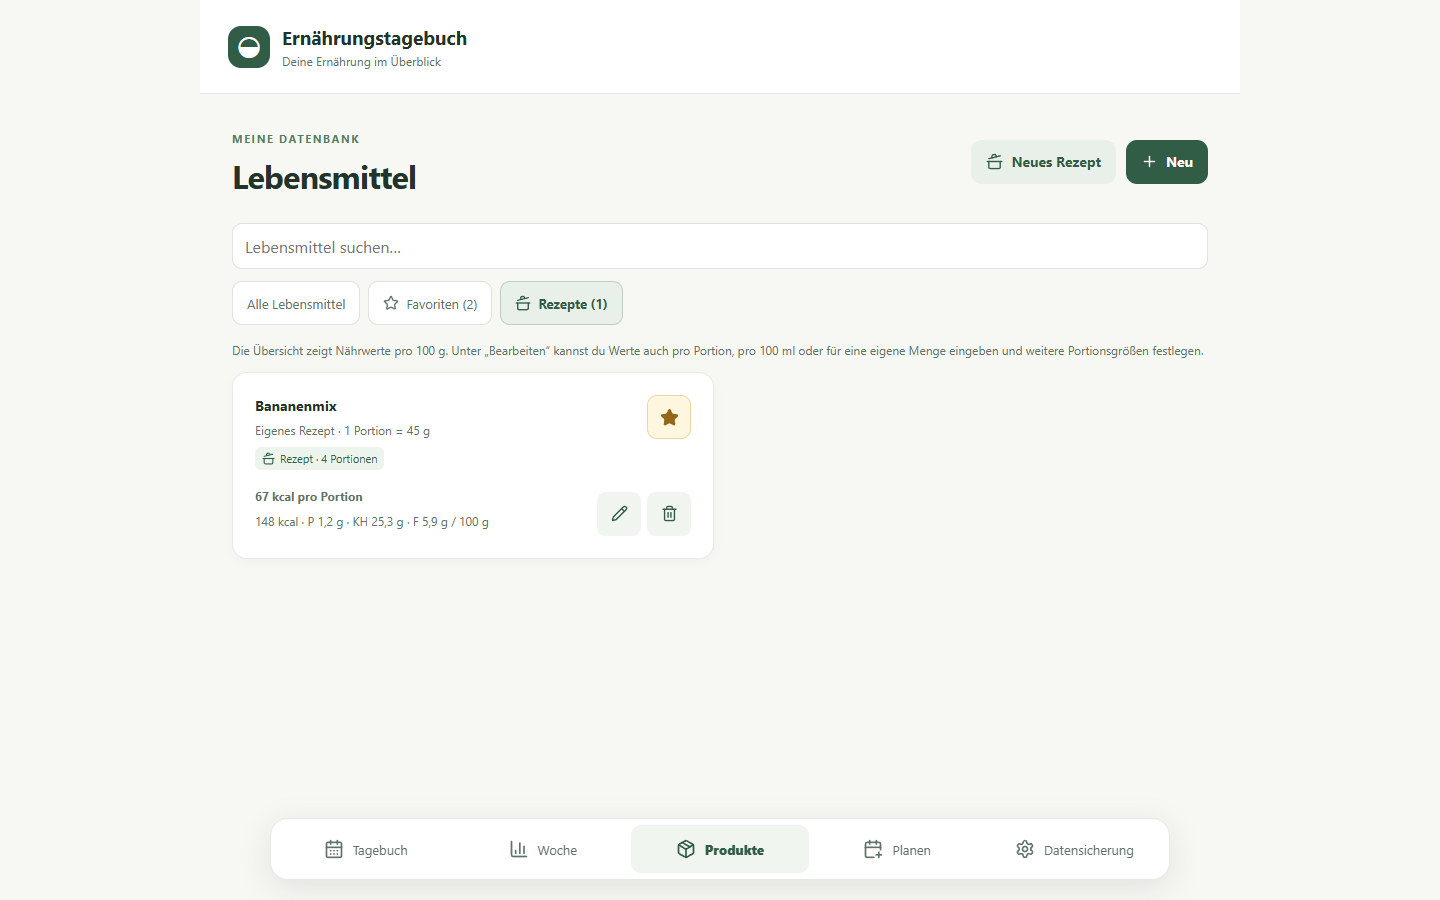 Ernährungstagebuch
Deine Ernährung im Überblick
MEINE DATENBANK
Lebensmittel
Neues Rezept
Neu
Lebensmittel suchen...
Alle Lebensmittel
Favoriten (2)
Rezepte (1)
Die Übersicht zeigt Nährwerte pro 100 g. Unter „Bearbeiten“ kannst du Werte auch pro Portion, pro 100 ml oder für eine eigene Menge eingeben und weitere Portionsgrößen festlegen.
Bananenmix
Eigenes Rezept · 1 Portion = 45 g
Rezept · 4 Portionen
67 kcal pro Portion
148 kcal · P 1,2 g · KH 25,3 g · F 5,9 g / 100 g
Tagebuch
Woche
Produkte
Planen
Datensicherung